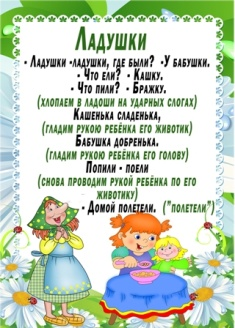 Ладушки
- Ладушки -ладушки, где были? -У бабушки.
- Что ели? - Кашку.
- Что пили? - Бражку.
(хлопаем в ладоши на ударных слогах)
Кашенька сладенька,
(гладим рукою ребёнка его животик)
Бабушка добренька.
(гладим рукою ребёнка его голову)
Попили - поели
(снова проводим рукой ребёнка по его
животику)
- Домой полетели. ("полетели")